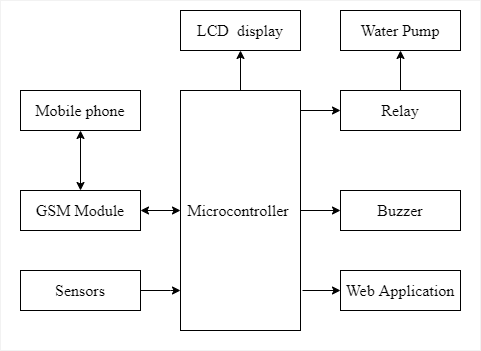 LCD display
Water Pump
Mobile phone
Relay
GSM Module
Microcontroller
Buzzer
Sensors
Web Application